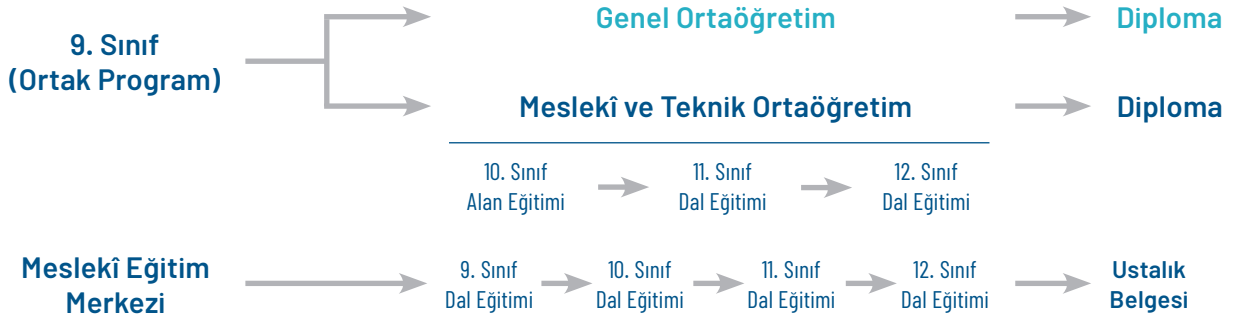 9. Sınıf
(Ortak Program)
Genel Ortaöğretim
Diploma
Meslekî ve Teknik Ortaöğretim
Diploma
10. Sınıf
Alan Eğitimi
11. Sınıf
Dal Eğitimi
12. Sınıf
Dal Eğitimi
Meslekî Eğitim
Merkezi
9. Sınıf
Dal Eğitimi
10. Sınıf
Dal Eğitimi
11. Sınıf
Dal Eğitimi
12. Sınıf
Dal Eğitimi
Ustalık
Belgesi